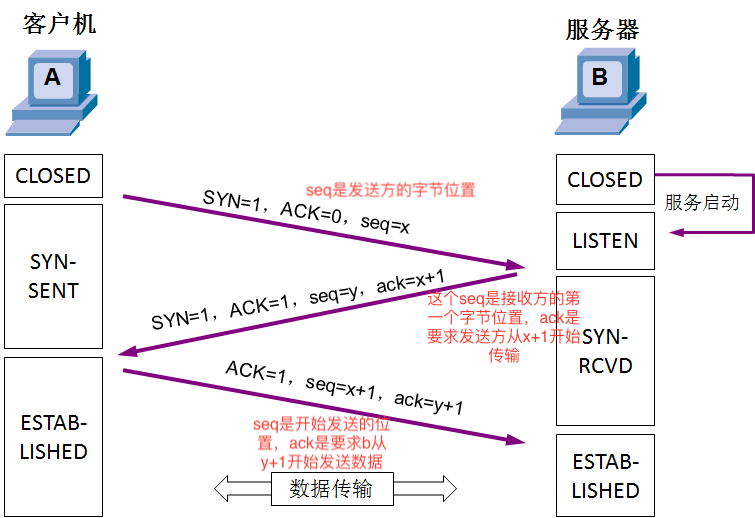 客户机
服务器
A
B
CLOSED
CLOSED
seq是发送方的字节位置
SYN=1，ACK=0，seq=x
服务启动
LISTEN
SYN-
SENT
SYN=1，ACK=1，seq=y，ack=x+1
这个seq是接收方的第
一个字节位置，ack是
要求发送方从x+1开始
传输
SYN-
RCVD
ACK=1，seq=x+1，ack=y+1
ESTAB-
LISHED
seq是开始发送的位
置，ack是要求b从
y+1开始发送数据
ESTAB-
LISHED
数据传输